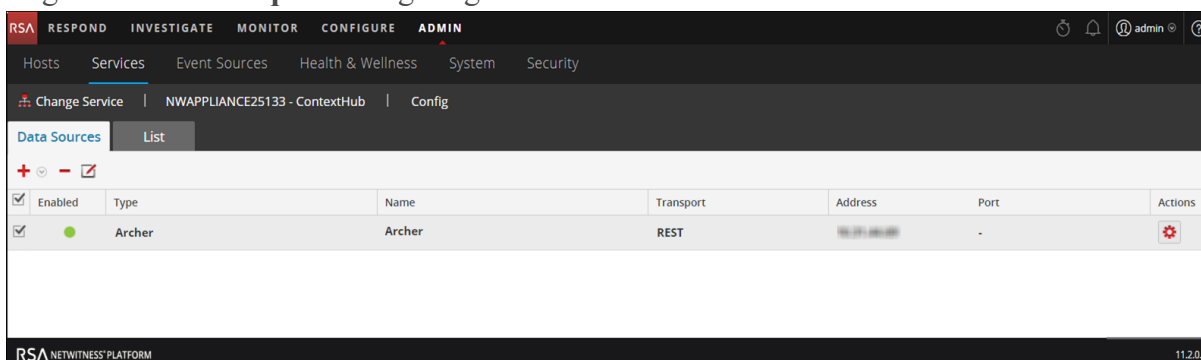 RSA RESPOND INVESTIGATE MONITOR CONFIGURE ADMIN admin
Hosts Services Event Sources Health & Wellness System Security
Change Service | NWAPPLIANCE25133 - ContextHub | Config
Data Sources List
Enabled Type Name Transport Address Port Actions
Archer Archer REST -
RSA NETWITNESS® PLATFORM 11.2.0